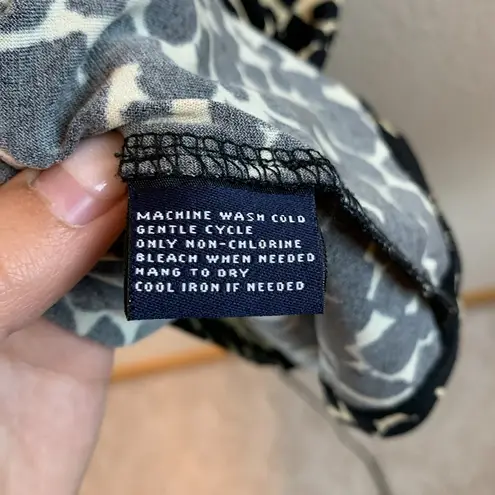 MACHINE WASH COLD
GENTLE CYCLE
ONLY NON-CHLORINE
BLEACH WHEN NEEDED
HANG TO DRY
COOL IRON IF NEEDED